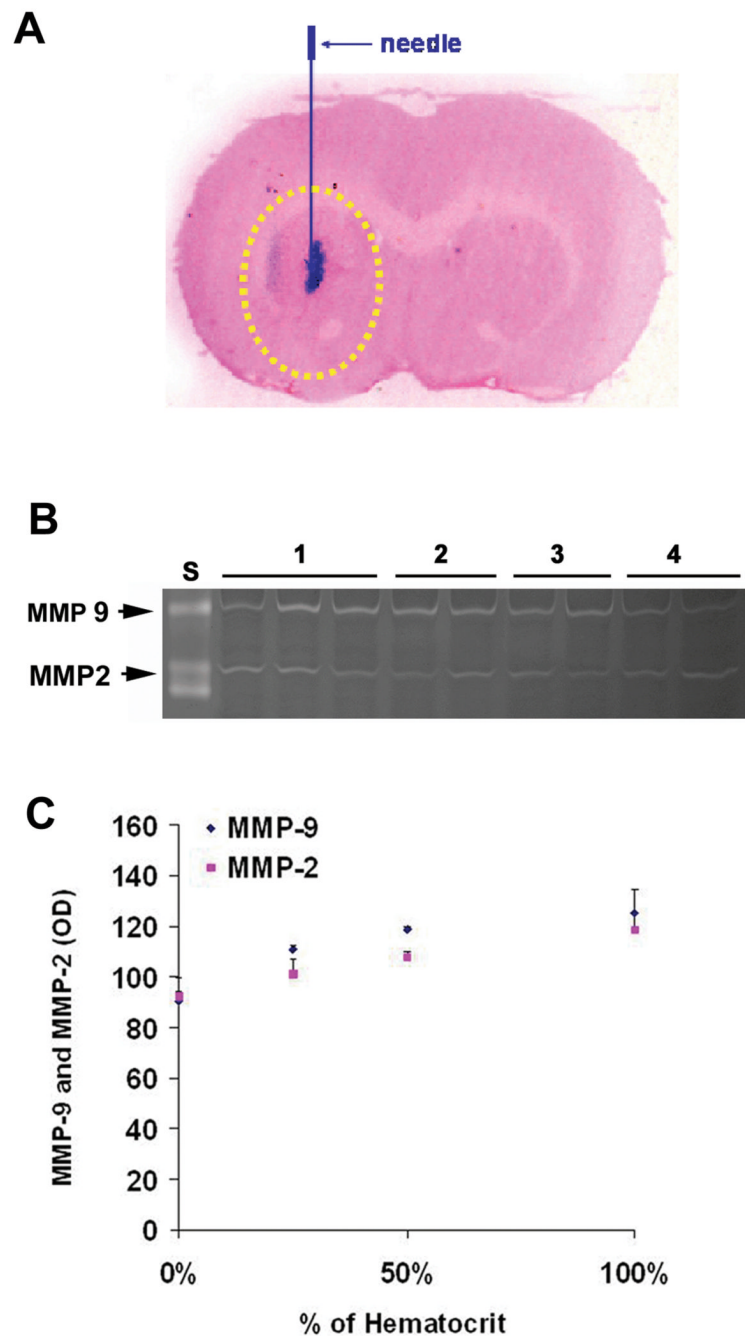 A
needle
B
S 1 2 3 4
MMP 9
MMP2
C
160
140
120
100
80
60
40
20
0
MMP-9
MMP-2
MMP-9 and MMP-2 (OD)
0% 50% 100%
% of Hematocrit